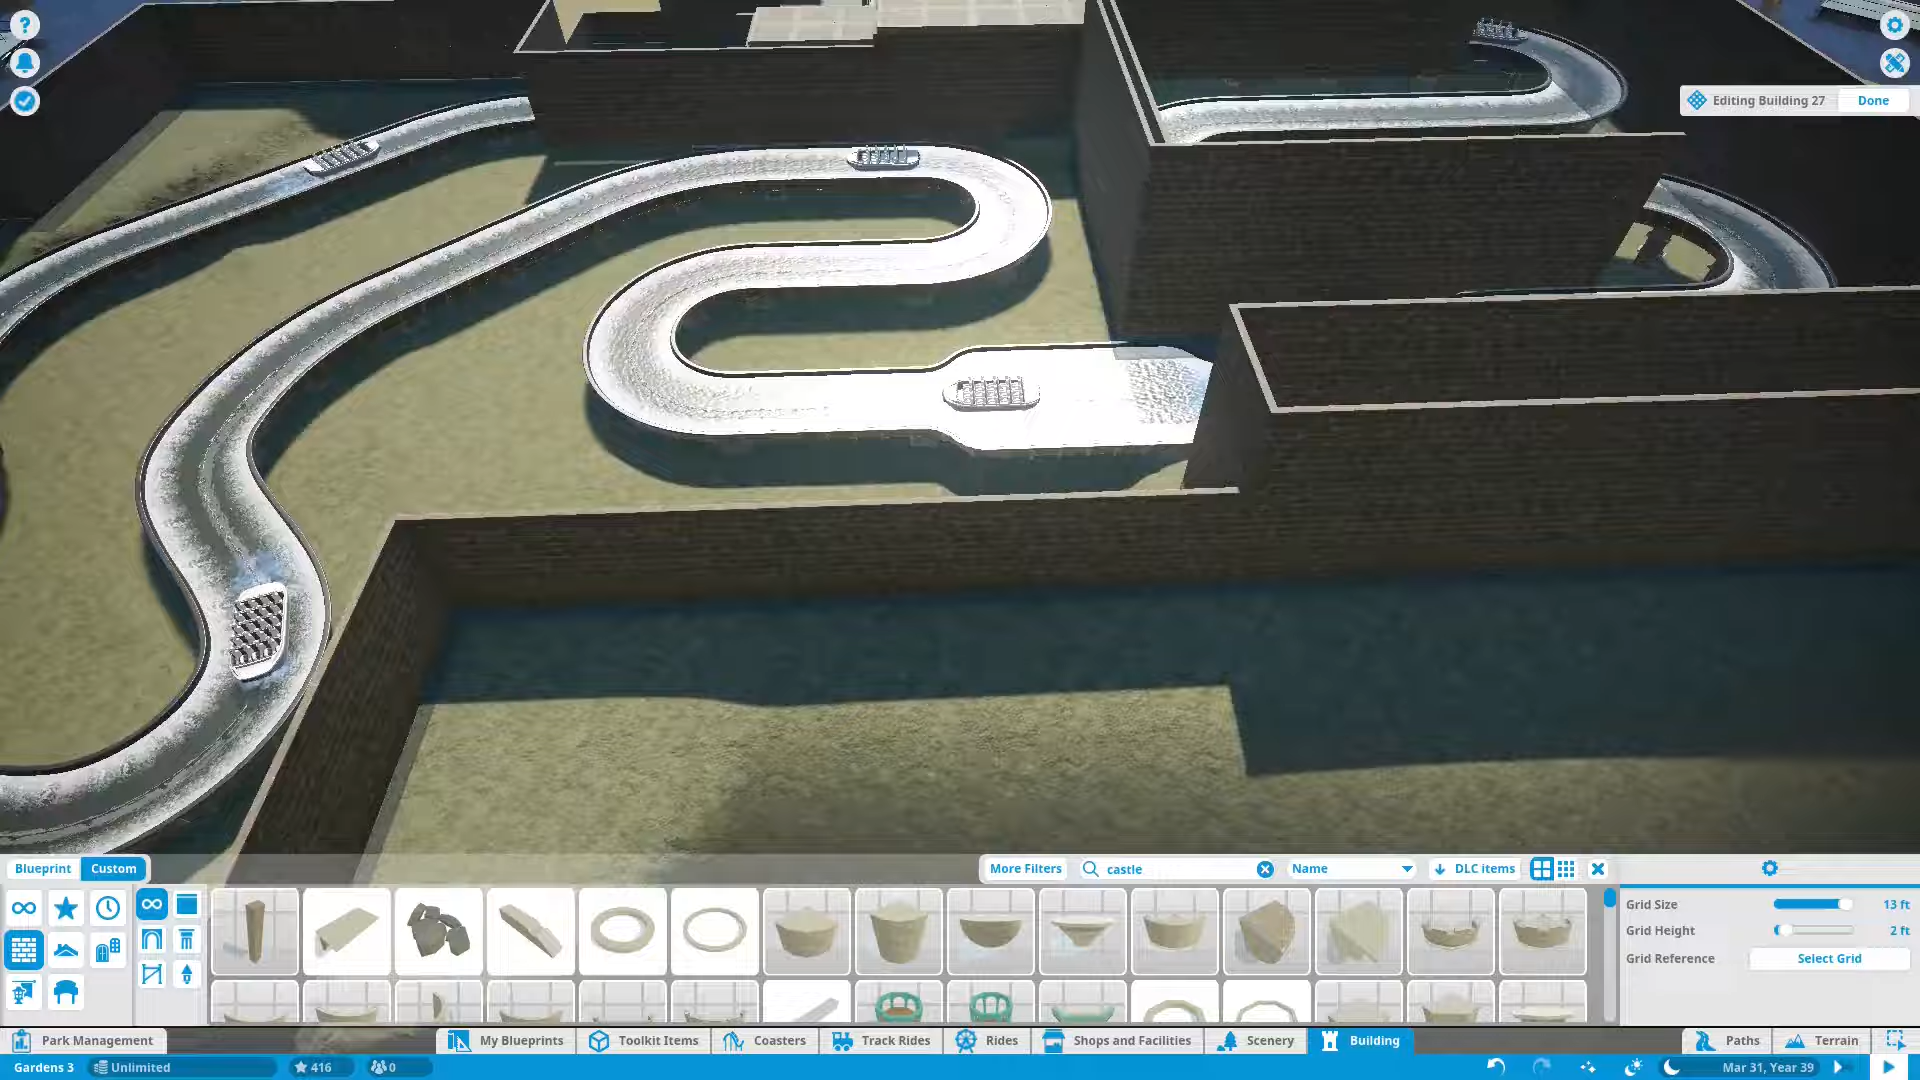 ?
Editing Building 27
Done
Blueprint
Custom
More Filters
castle
Name
DLC items
Grid Size
13 ft
Grid Height
2 ft
Grid Reference
Select Grid
Park Management
My Blueprints
Toolkit Items
Coasters
Track Rides
Rides
Shops and Facilities
Scenery
Building
Paths
Terrain
Gardens 3
Unlimited
416
0
Mar 31, Year 39